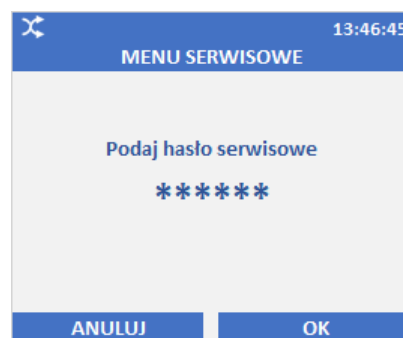 13:46:45
MENU SERWISOWE
Podaj hasło serwisowe
******
ANULUJ OK